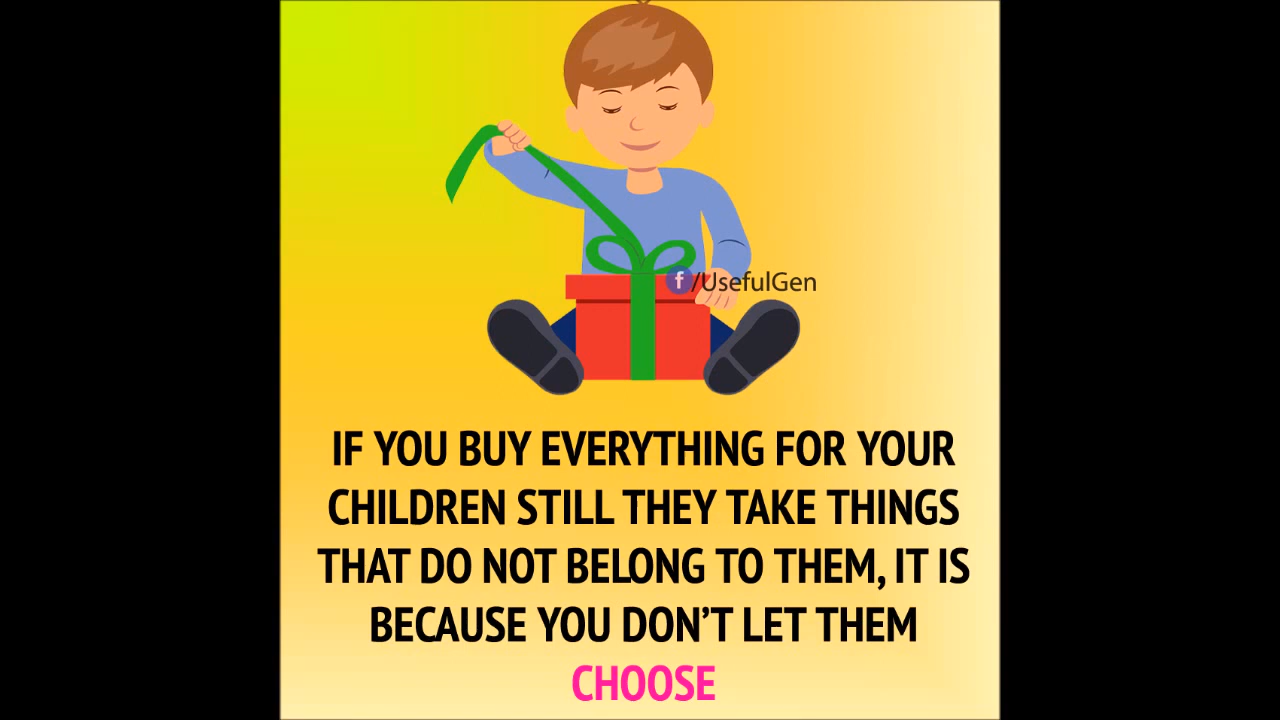 f/UsefulGen
IF YOU BUY EVERYTHING FOR YOUR
CHILDREN STILL THEY TAKE THINGS
THAT DO NOT BELONG TO THEM, IT IS
BECAUSE YOU DON’T LET THEM
CHOOSE